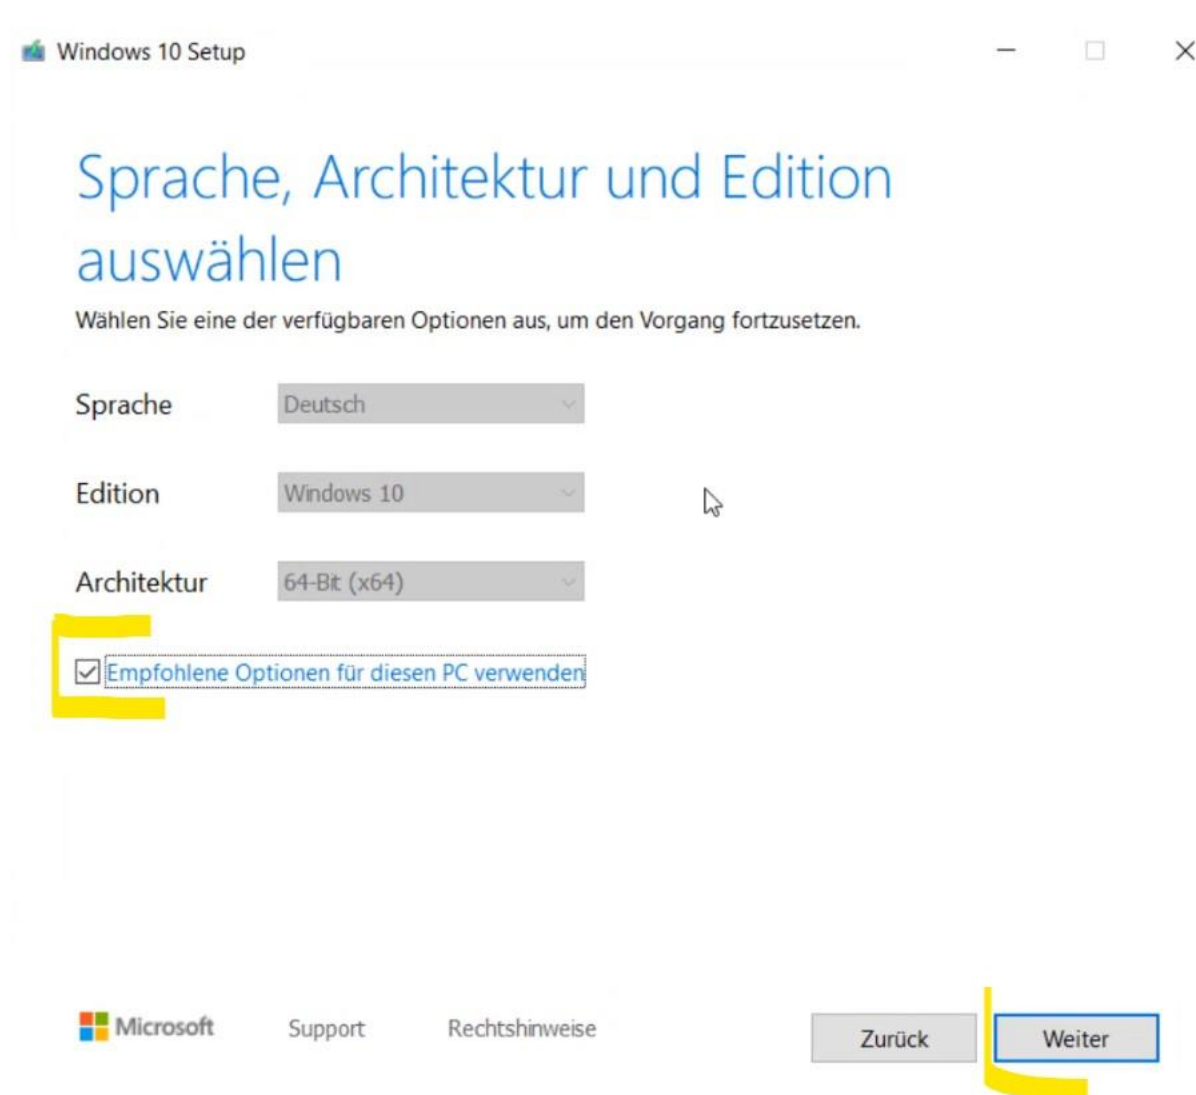 Windows 10 Setup
Sprache, Architektur und Edition
auswählen
Wählen Sie eine der verfügbaren Optionen aus, um den Vorgang fortzusetzen.
Sprache Deutsch
Edition Windows 10
Architektur 64-Bit (x64)
Empfohlene Optionen für diesen PC verwenden
Microsoft Support Rechtshinweise Zurück Weiter